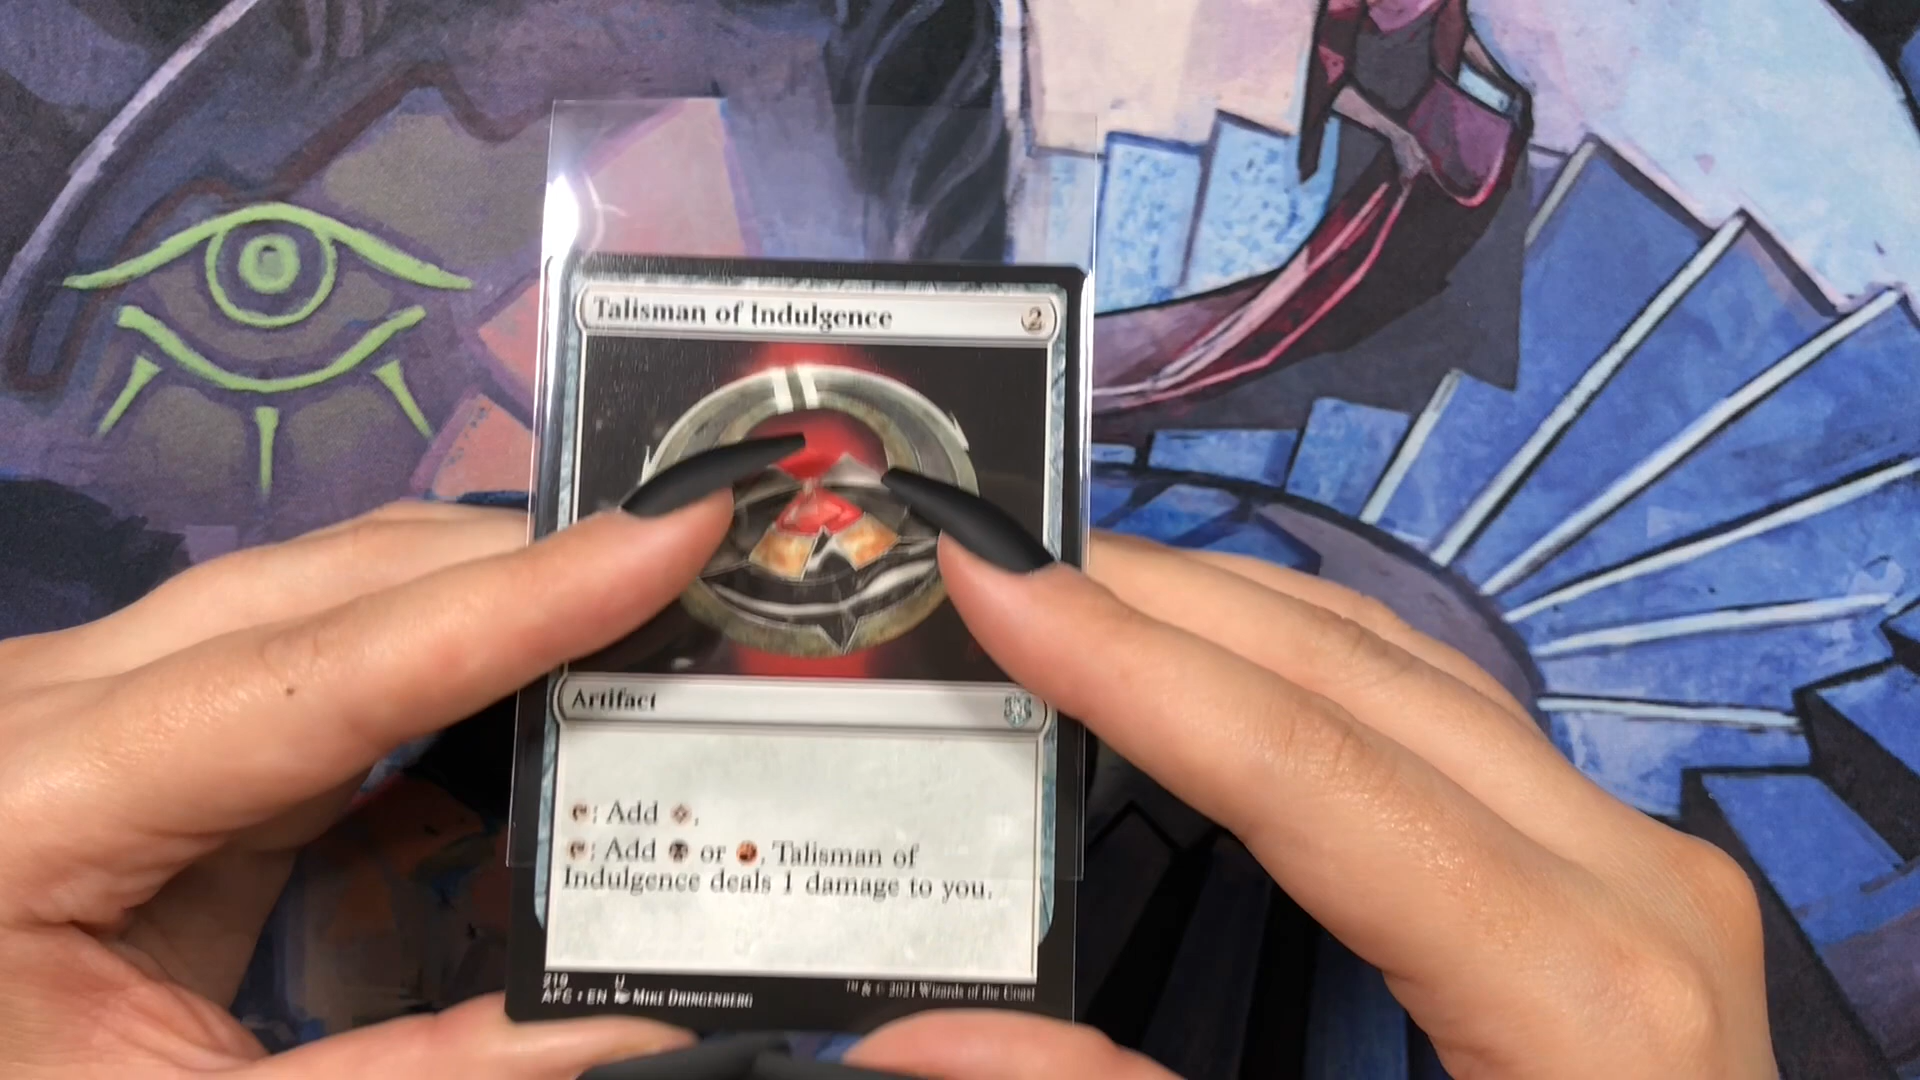 Talisman of Indulgence 2
Artifact
: Add .
: Add or . Talisman of
Indulgence deals 1 damage to you.
219 U
AFC • EN Mike Dringenberg
™ & © 2021 Wizards of the Coast